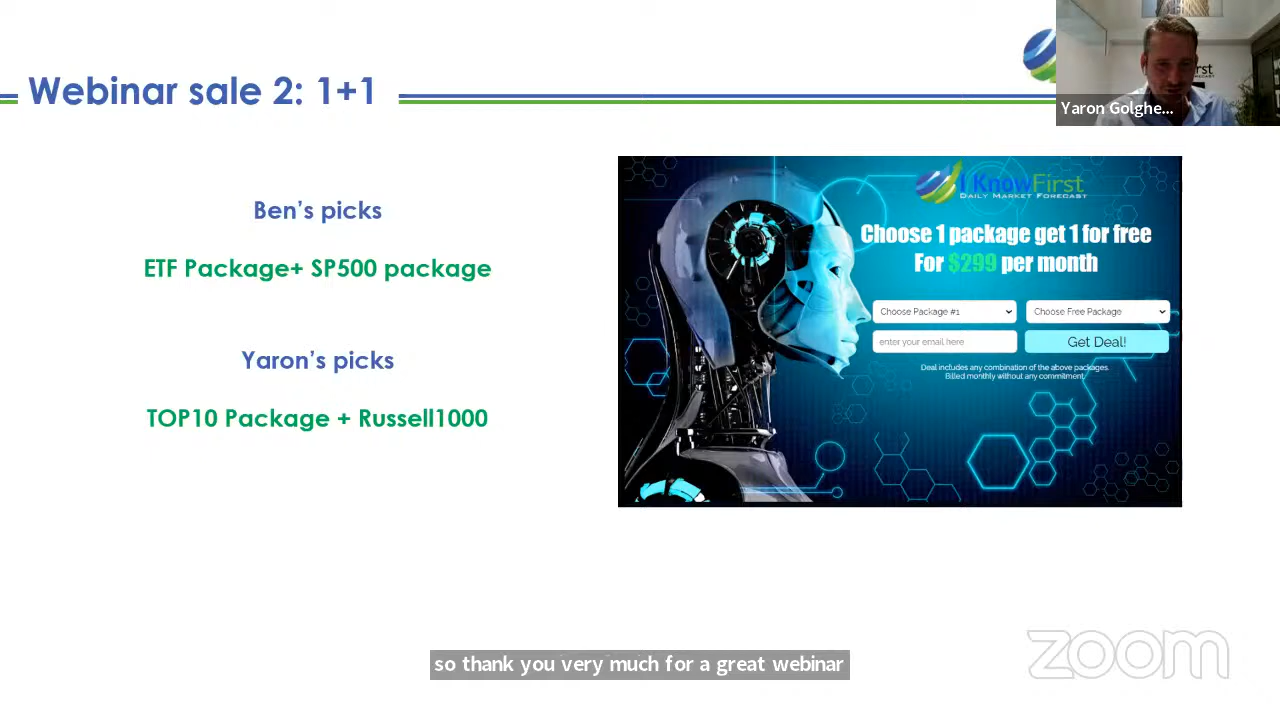 Webinar sale 2: 1+1
Yaron Golghe...
Ben's picks
ETF Package+ SP500 package
Yaron's picks
TOP10 Package + Russell1000
I KnowFirst
DAILY MARKET FORECAST
Choose 1 package get 1 for free
For $299 per month
Choose Package #1
Choose Free Package
enter your email here
Get Deal!
Deal includes any combination of the above packages.
Billed monthly without any commitment.
so thank you very much for a great webinar
zoom